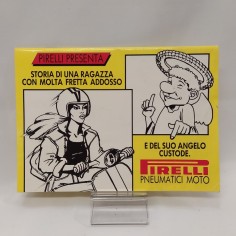 PIRELLI PRESENTA
STORIA DI UNA RAGAZZA
CON MOLTA FRETTA ADDOSSO
E DEL SUO ANGELO
CUSTODE.
PIRELLI
PNEUMATICI MOTO